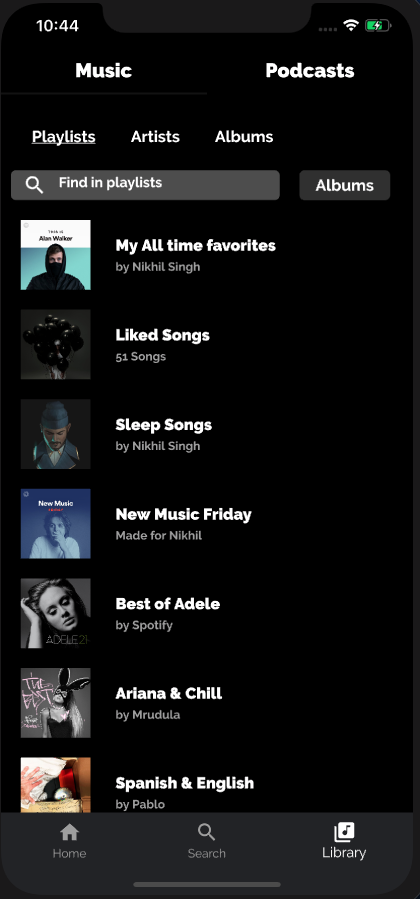 10:44
Music
Podcasts
Playlists
Artists
Albums
Find in playlists
Albums
THIS IS
Alan Walker
My All time favorites
by Nikhil Singh
Liked Songs
51 Songs
Sleep Songs
by Nikhil Singh
New Music
New Music Friday
Made for Nikhil
ADELE 21
Best of Adele
by Spotify
Ariana & Chill
by Mrudula
Spanish & English
by Pablo
Home
Search
Library